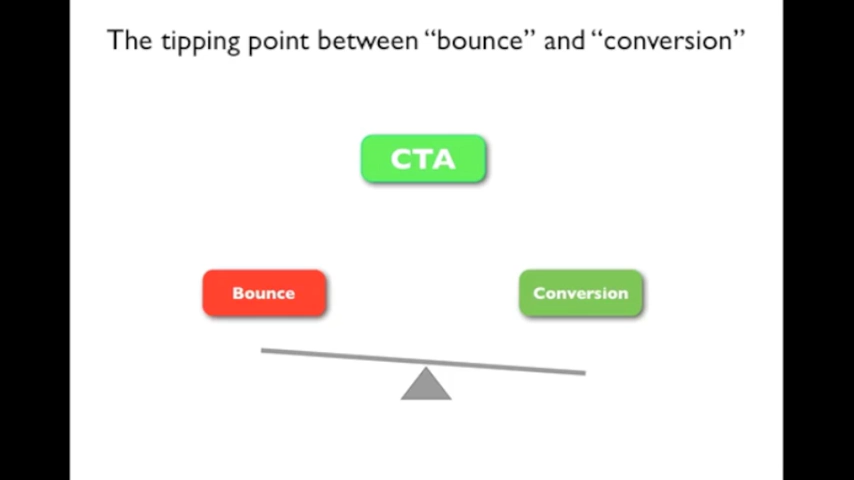 The tipping point between “bounce” and “conversion”
CTA
Bounce
Conversion